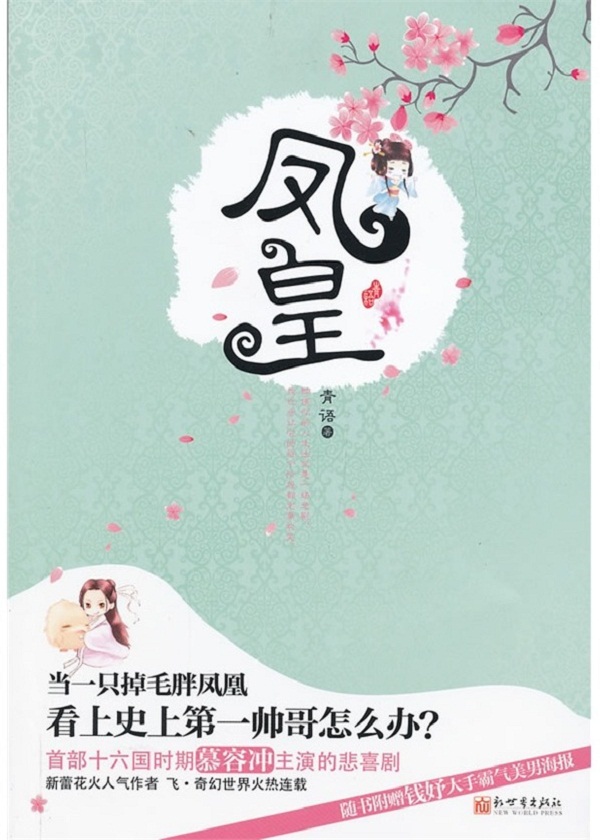 凤皇
青语 著
当一只掉毛胖凤凰
看上史上第一帅哥怎么办?
首部十六国时期慕容冲主演的悲喜剧
新蕾花火人气作者 飞·奇幻世界火热连载
随书附赠钱妤大手霸气美男海报
新世界出版社
NEW WORLD PRESS